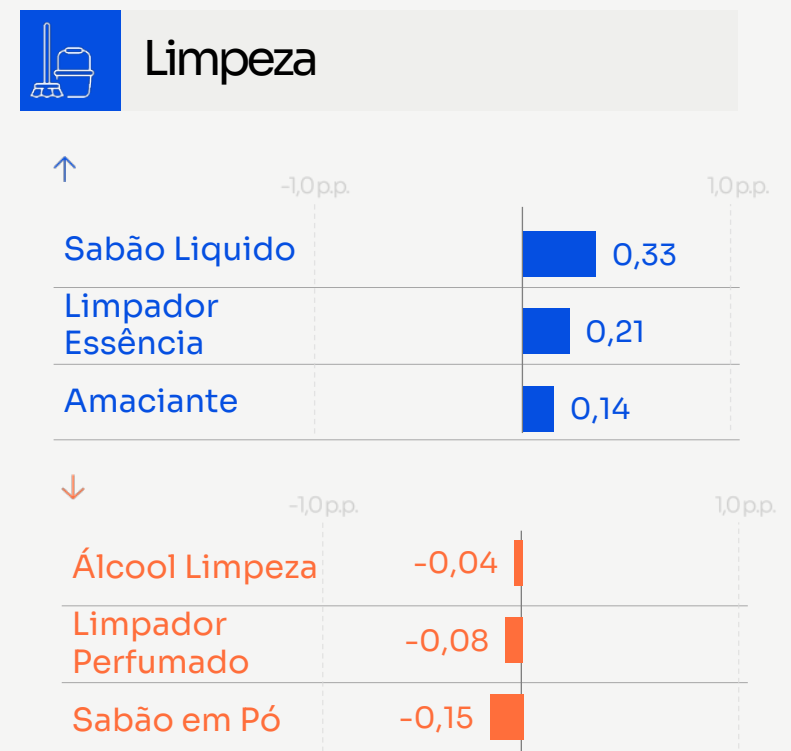 Limpeza
-1,0 p.p.
1,0 p.p.
Sabão Liquido
0,33
Limpador
Essência
0,21
Amaciante
0,14
-1,0 p.p.
1,0 p.p.
Álcool Limpeza
-0,04
Limpador
Perfumado
-0,08
Sabão em Pó
-0,15